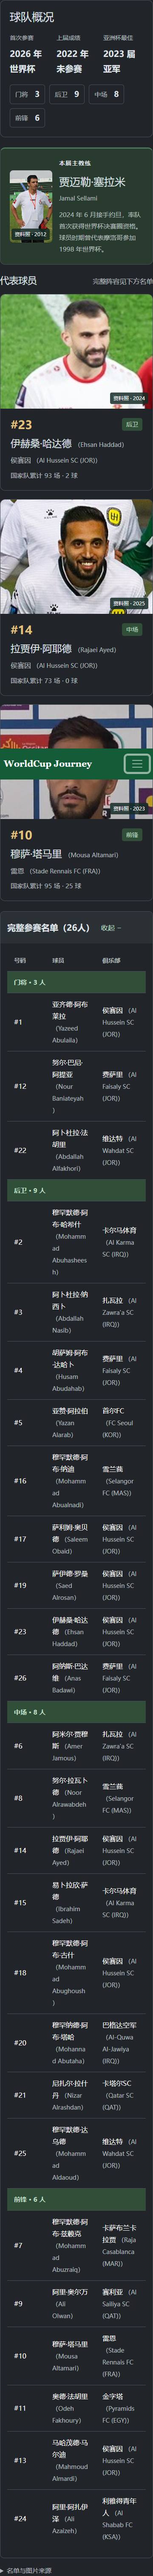 球队概况
首次参赛
2026 年
世界杯
上届成绩
2022 年
未参赛
亚洲杯最佳
2023 届
亚军
门将 3
后卫 9
中场 8
前锋 6
本届主教练
贾迈勒·塞拉米
Jamal Sellami
2024 年 6 月接手约旦，率队
首次获得世界杯决赛圈资格。
球员时期曾代表摩洛哥参加
1998 年世界杯。
资料图 · 2012
代表球员
完整阵容见下方名单
资料图 · 2024
#23
后卫
伊赫桑·哈达德 （Ehsan Haddad）
侯赛因 （Al Hussein SC (JOR)）
国家队累计 93 场 · 2 球
资料图 · 2025
#14
中场
拉贾伊·阿耶德 （Rajaei Ayed）
侯赛因 （Al Hussein SC (JOR)）
国家队累计 73 场 · 0 球
WorldCup Journey
资料图 · 2023
#10
前锋
穆萨·塔马里 （Mousa Altamari）
雷恩 （Stade Rennais FC (FRA)）
国家队累计 95 场 · 25 球
完整参赛名单（26人） 收起 −
号码 球员 俱乐部
门将 · 3 人
#1
亚齐德·阿布
莱拉
（Yazeed
Abulaila）
侯赛因 （Al
Hussein SC
(JOR)）
#12
努尔·巴尼·
阿提亚
（Nour
Baniateyah
）
费萨里 （Al
Faisaly SC
(JOR)）
#22
阿卜杜拉·法
胡里
（Abdallah
Alfakhori）
维达特 （Al
Wahdat SC
(JOR)）
后卫 · 9 人
#2
穆罕默德·阿
布·哈希什
（Mohamm
ad
Abuhashees
h）
卡尔马体育
（Al Karma
SC (IRQ)）
#3
阿卜杜拉·纳
西卜
（Abdallah
Nasib）
扎瓦拉 （Al
Zawra'a SC
(IRQ)）
#4
胡萨姆·阿布
·达哈卜
（Husam
Abudahab）
费萨里 （Al
Faisaly SC
(JOR)）
#5
亚赞·阿拉伯
（Yazan
Alarab）
首尔FC
（FC Seoul
(KOR)）
#16
穆罕默德·阿
布·纳迪
（Mohamm
ad
Abualnadi）
雪兰莪
（Selangor
FC (MAS)）
#17
萨利姆·奥贝
德 （Saleem
Obaid）
侯赛因 （Al
Hussein SC
(JOR)）
#19
萨伊德·罗桑
（Saed
Alrosan）
侯赛因 （Al
Hussein SC
(JOR)）
#23
伊赫桑·哈达
德 （Ehsan
Haddad）
侯赛因 （Al
Hussein SC
(JOR)）
#26
阿纳斯·巴达
维 （Anas
Badawi）
费萨里 （Al
Faisaly SC
(JOR)）
中场 · 8 人
#6
阿米尔·贾穆
斯 （Amer
Jamous）
扎瓦拉 （Al
Zawra'a SC
(IRQ)）
#8
努尔·拉瓦卜
德 （Noor
Alrawabdeh
）
雪兰莪
（Selangor
FC (MAS)）
#14
拉贾伊·阿耶
德 （Rajaei
Ayed）
侯赛因 （Al
Hussein SC
(JOR)）
#15
易卜拉欣·萨
德
（Ibrahim
Sadeh）
卡尔马体育
（Al Karma
SC (IRQ)）
#18
穆罕默德·阿
布·古什
（Mohamm
ad
Abughoush
）
侯赛因 （Al
Hussein SC
(JOR)）
#20
穆罕纳德·阿
布·塔哈
（Mohanna
d Abutaha）
巴格达空军
（Al-Quwa
Al-Jawiya
(IRQ)）
#21
尼扎尔·拉什
丹 （Nizar
Alrashdan）
卡塔尔SC
（Qatar SC
(QAT)）
#25
穆罕默德·达
乌德
（Mohamm
ad
Aldaoud）
维达特 （Al
Wahdat SC
(JOR)）
前锋 · 6 人
#7
穆罕默德·阿
布·兹赖克
（Mohamm
ad
Abuzraiq）
卡萨布兰卡
拉贾 （Raja
Casablanca
(MAR)）
#9
阿里·奥尔万
（Ali
Olwan）
赛利亚 （Al
Sailiya SC
(QAT)）
#10
穆萨·塔马里
（Mousa
Altamari）
雷恩
（Stade
Rennais FC
(FRA)）
#11
奥德·法胡里
（Odeh
Fakhoury）
金字塔
（Pyramids
FC (EGY)）
#13
马哈茂德·马
尔迪
（Mahmoud
Almardi）
侯赛因 （Al
Hussein SC
(JOR)）
#24
阿里·阿扎伊
泽 （Ali
Azaizeh）
利雅得青年
人 （Al
Shabab FC
(KSA)）
名单与图片来源